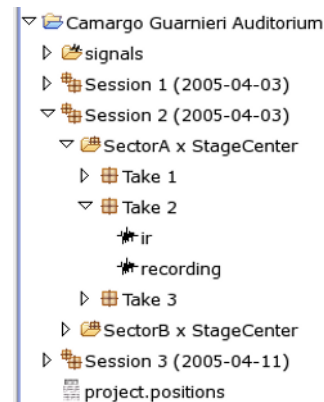 Camargo Guarnieri Auditorium
signals
Session 1 (2005-04-03)
Session 2 (2005-04-03)
SectorA x StageCenter
Take 1
Take 2
ir
recording
Take 3
SectorB x StageCenter
Session 3 (2005-04-11)
project.positions